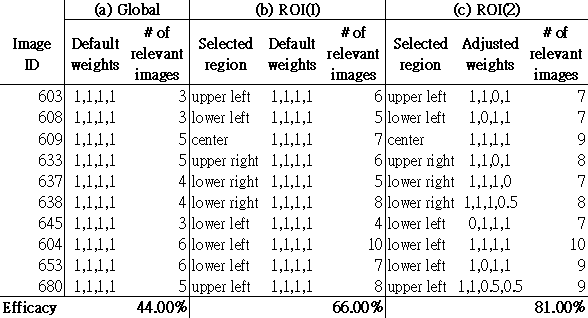 (a) Global (b) ROI(1) (c) ROI(2)
Image ID Default weights # of relevant images Selected region Default weights # of relevant images Selected region Adjusted weights # of relevant images
603 1,1,1,1 3 upper left 1,1,1,1 6 upper left 1,1,0,1 7
608 1,1,1,1 3 lower left 1,1,1,1 5 lower left 1,0,1,1 7
609 1,1,1,1 5 center 1,1,1,1 7 center 1,1,1,1 9
633 1,1,1,1 5 upper right 1,1,1,1 6 upper right 1,1,0,1 8
637 1,1,1,1 4 lower right 1,1,1,1 5 lower right 1,1,1,0 7
638 1,1,1,1 4 lower right 1,1,1,1 8 lower right 1,1,1,0.5 8
645 1,1,1,1 3 lower left 1,1,1,1 4 lower left 0,1,1,1 7
604 1,1,1,1 6 lower left 1,1,1,1 10 lower left 1,1,1,1 10
653 1,1,1,1 6 lower left 1,1,1,1 7 lower left 1,0,1,1 9
680 1,1,1,1 5 upper left 1,1,1,1 8 upper left 1,1,0.5,0.5 9
Efficacy 44.00% 66.00% 81.00%